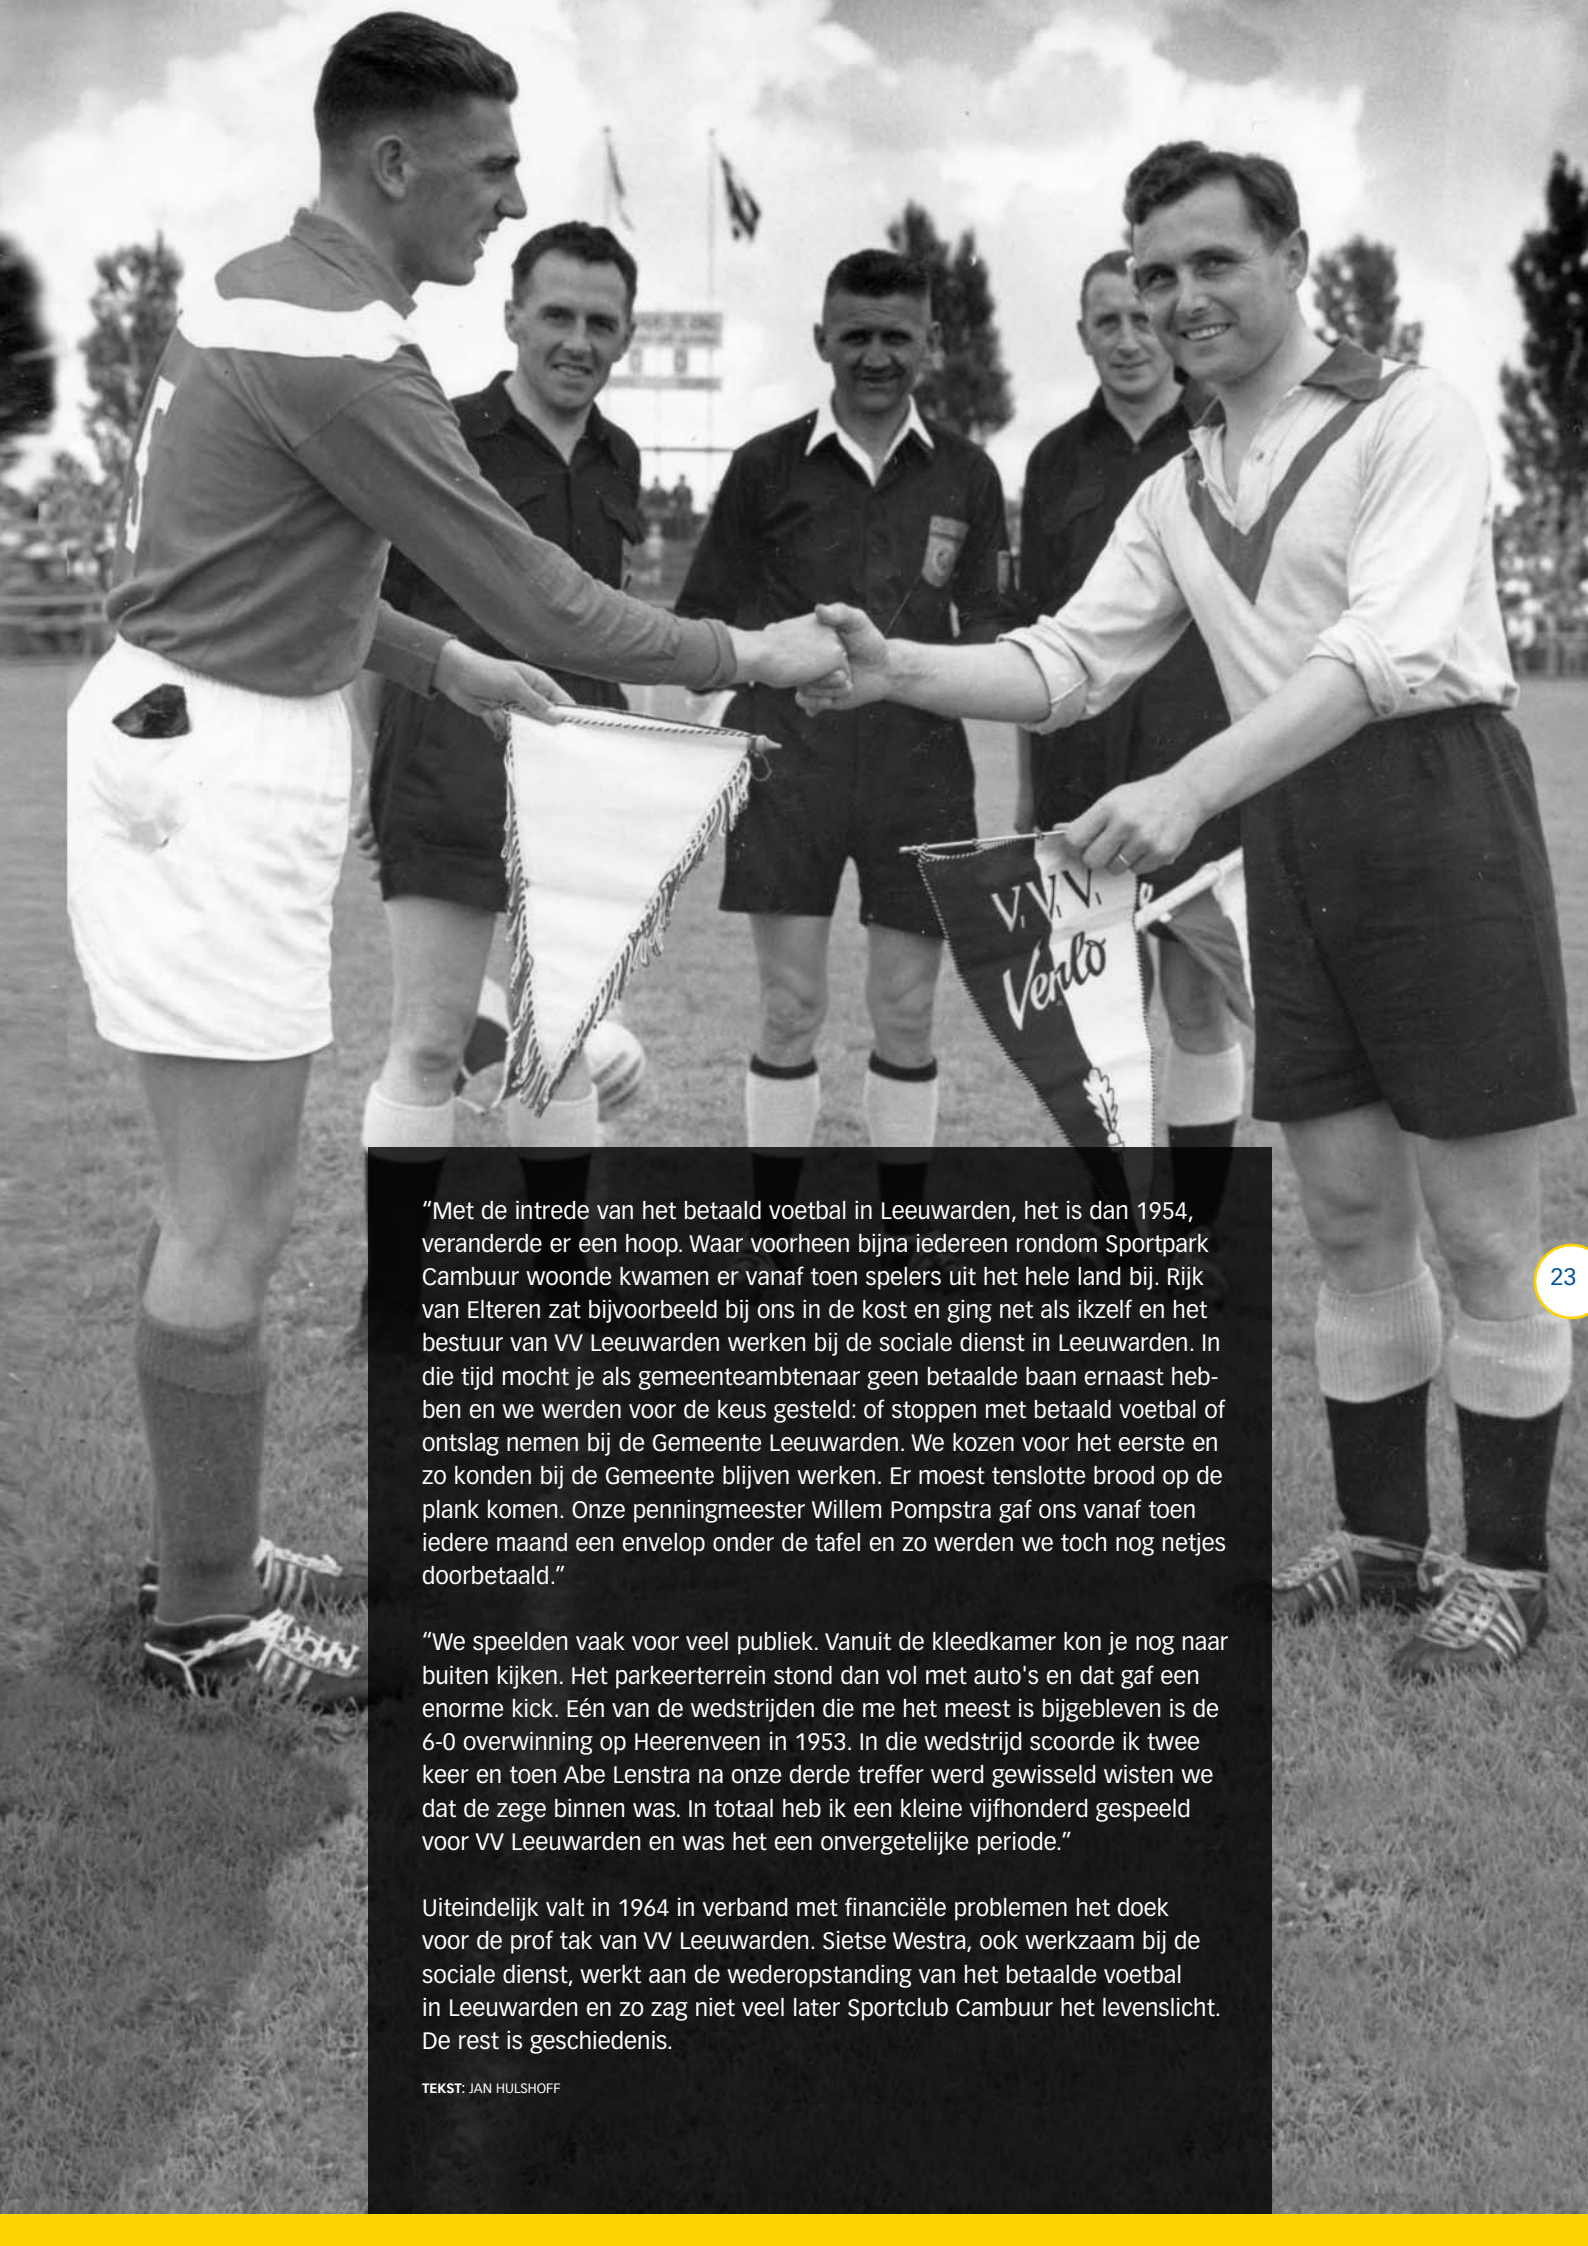 5
V.V.V.
Venlo
“Met de intrede van het betaald voetbal in Leeuwarden, het is dan 1954,
veranderde er een hoop. Waar voorheen bijna iedereen rondom Sportpark
Cambuur woonde kwamen er vanaf toen spelers uit het hele land bij. Rijk
van Elteren zat bijvoorbeeld bij ons in de kost en ging net als ikzelf en het
bestuur van VV Leeuwarden werken bij de sociale dienst in Leeuwarden. In
die tijd mocht je als gemeenteambtenaar geen betaalde baan ernaast heb-
ben en we werden voor de keus gesteld: of stoppen met betaald voetbal of
ontslag nemen bij de Gemeente Leeuwarden. We kozen voor het eerste en
zo konden bij de Gemeente blijven werken. Er moest tenslotte brood op de
plank komen. Onze penningmeester Willem Pompstra gaf ons vanaf toen
iedere maand een envelop onder de tafel en zo werden we toch nog netjes
doorbetaald.”
“We speelden vaak voor veel publiek. Vanuit de kleedkamer kon je nog naar
buiten kijken. Het parkeerterrein stond dan vol met auto's en dat gaf een
enorme kick. Eén van de wedstrijden die me het meest is bijgebleven is de
6-0 overwinning op Heerenveen in 1953. In die wedstrijd scoorde ik twee
keer en toen Abe Lenstra na onze derde treffer werd gewisseld wisten we
dat de zege binnen was. In totaal heb ik een kleine vijfhonderd gespeeld
voor VV Leeuwarden en was het een onvergetelijke periode.”
Uiteindelijk valt in 1964 in verband met financiële problemen het doek
voor de prof tak van VV Leeuwarden. Sietse Westra, ook werkzaam bij de
sociale dienst, werkt aan de wederopstanding van het betaalde voetbal
in Leeuwarden en zo zag niet veel later Sportclub Cambuur het levenslicht.
De rest is geschiedenis.
TEKST: JAN HULSHOFF
23